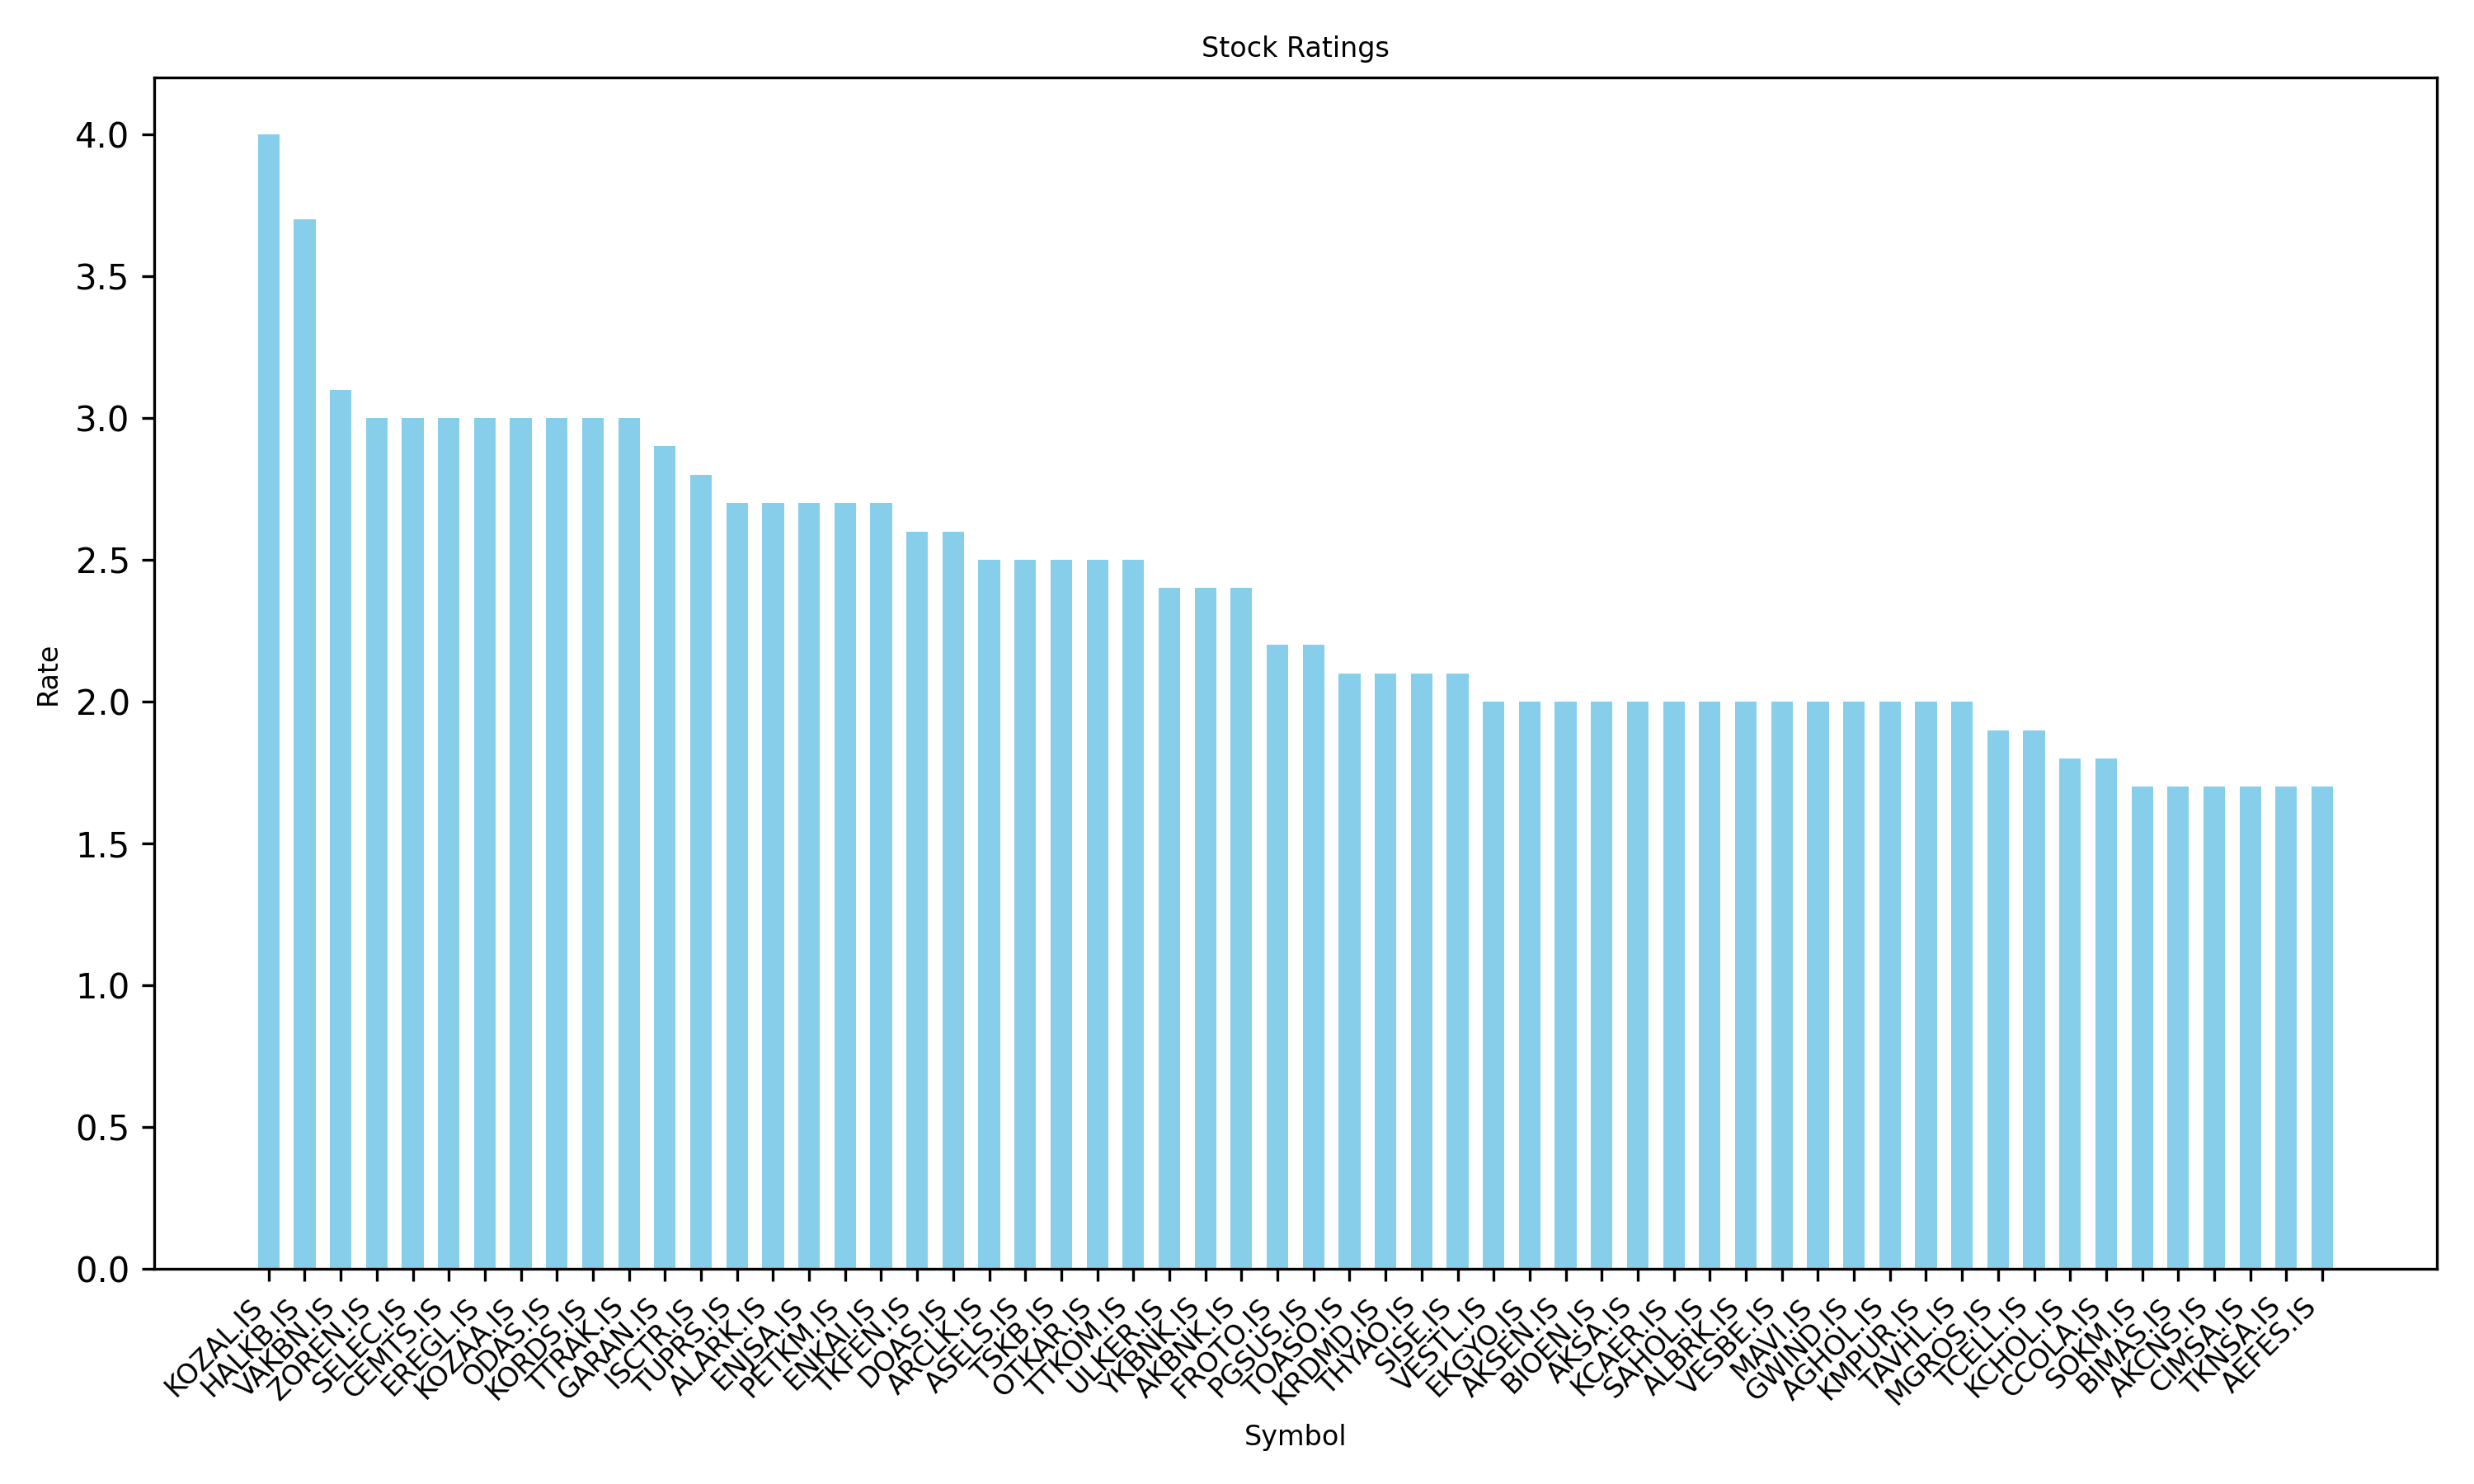 Stock Ratings
Rate
4.0
3.5
3.0
2.5
2.0
1.5
1.0
0.5
0.0
KOZAL.IS
HALKB.IS
VAKBN.IS
ZOREN.IS
SELEC.IS
CEMTS.IS
EREGL.IS
KOZAA.IS
ODAS.IS
KORDS.IS
TTRAK.IS
GARAN.IS
ISCTR.IS
TUPRS.IS
ALARK.IS
ENJSA.IS
PETKM.IS
ENKAI.IS
TKFEN.IS
DOAS.IS
ARCLK.IS
ASELS.IS
TSKB.IS
OTKAR.IS
TTKOM.IS
ULKER.IS
YKBNK.IS
AKBNK.IS
FROTO.IS
PGSUS.IS
TOASO.IS
KRDMD.IS
THYAO.IS
SISE.IS
VESTL.IS
EKGYO.IS
AKSEN.IS
BIOEN.IS
AKSA.IS
KCAER.IS
SAHOL.IS
ALBRK.IS
VESBE.IS
MAVI.IS
GWIND.IS
AGHOL.IS
KMPUR.IS
TAVHL.IS
MGROS.IS
TCELL.IS
KCHOL.IS
CCOLA.IS
SOKM.IS
BIMAS.IS
AKCNS.IS
CIMSA.IS
TKNSA.IS
AEFES.IS
Symbol